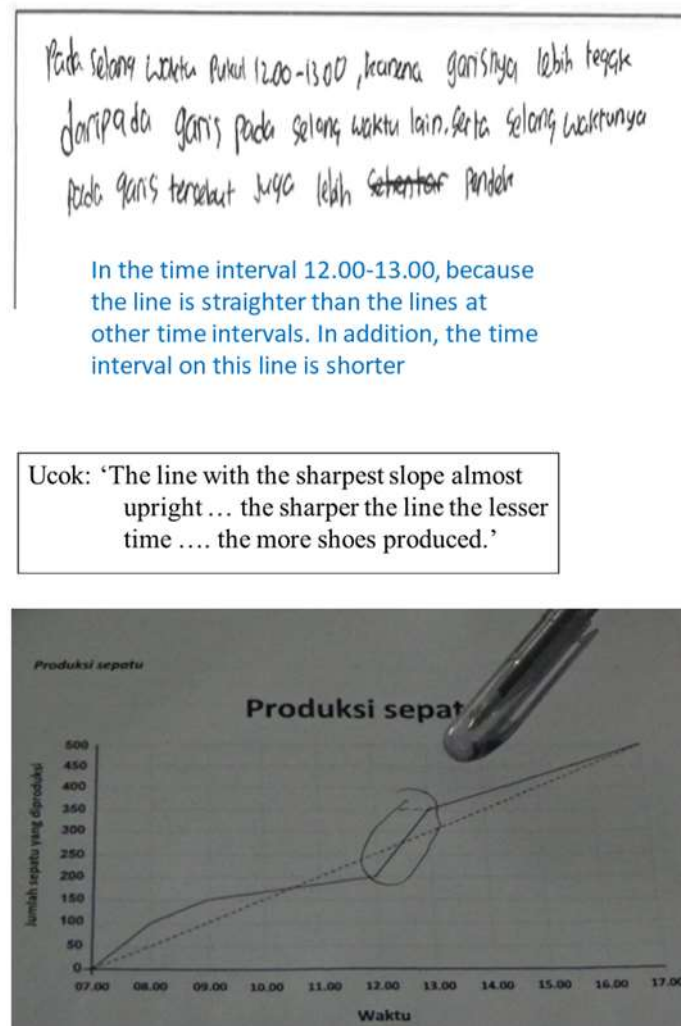 Pada selang waktu pukul 12.00-13.00, karena garisnya lebih tegak
daripada garis pada selang waktu lain. Serta selang waktunya
pada garis tersebut juga lebih sebentar pendek
In the time interval 12.00-13.00, because
the line is straighter than the lines at
other time intervals. In addition, the time
interval on this line is shorter
Ucok: ‘The line with the sharpest slope almost
upright … the sharper the line the lesser
time …. the more shoes produced.’
Produksi sepatu
Produksi sepat
Jumlah sepatu yang diproduksi
500
450
400
350
300
250
200
150
100
50
0
07.00 08.00 09.00 10.00 11.00 12.00 13.00 14.00 15.00 16.00 17.00
Waktu